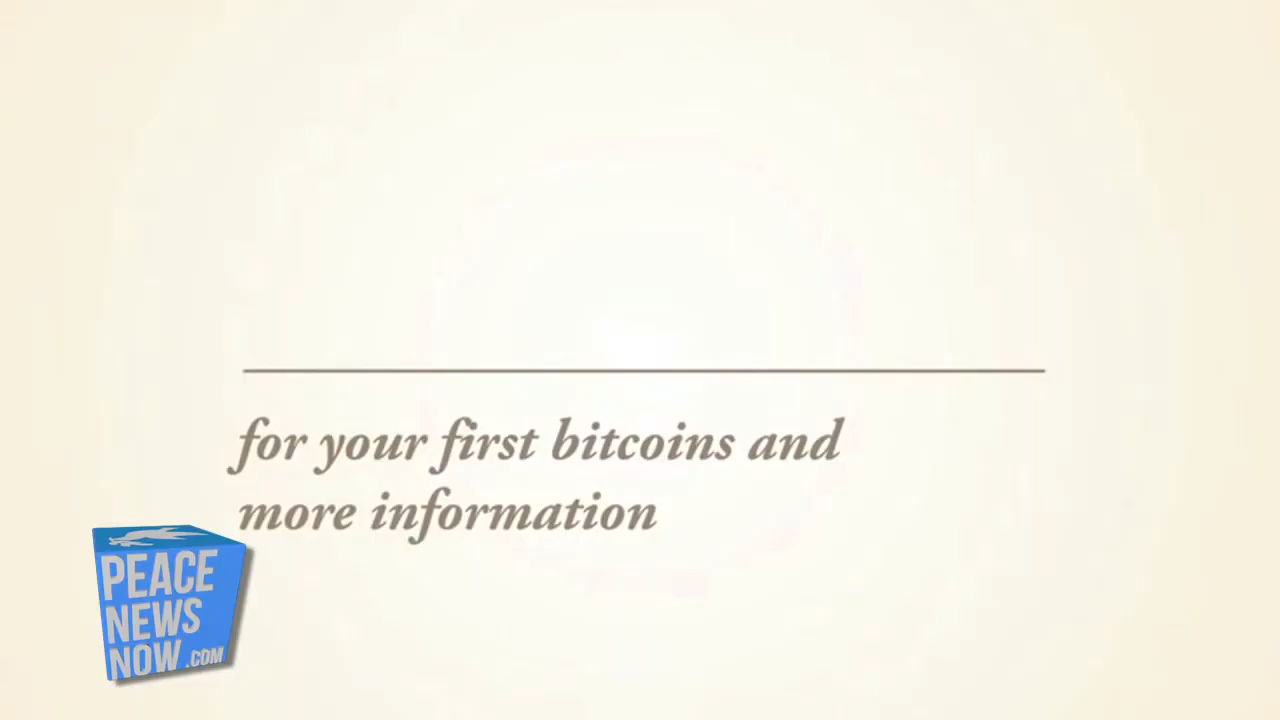 for your first bitcoins and
more information
PEACE
NEWS
NOW.COM